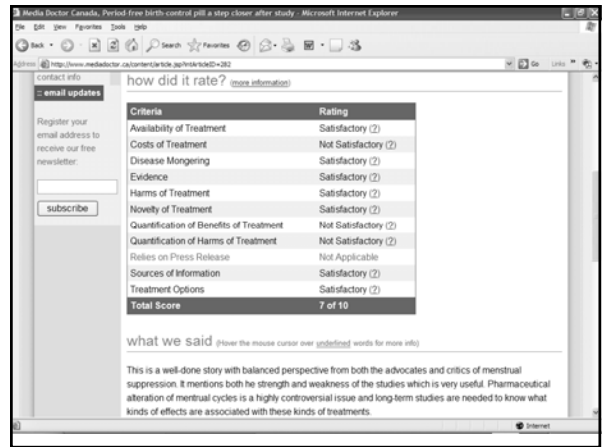 Media Doctor Canada, Period-free birth-control pill a step closer after study - Microsoft Internet Explorer
File Edit View Favorites Tools Help
Back Search Favorites
Address http://www.mediadoctor.ca/content/article.jsp?intArticleID=282 Go Links
contact info
:: email updates
Register your
email address to
receive our free
newsletter:
subscribe
how did it rate? (more information)
Criteria Rating
Availability of Treatment Satisfactory (?)
Costs of Treatment Not Satisfactory (?)
Disease Mongering Satisfactory (?)
Evidence Satisfactory (?)
Harms of Treatment Satisfactory (?)
Novelty of Treatment Satisfactory (?)
Quantification of Benefits of Treatment Not Satisfactory (?)
Quantification of Harms of Treatment Not Satisfactory (?)
Relies on Press Release Not Applicable
Sources of Information Satisfactory (?)
Treatment Options Satisfactory (?)
Total Score 7 of 10
what we said (Hover the mouse cursor over underlined words for more info)
This is a well-done story with balanced perspective from both the advocates and critics of menstrual
suppression. It mentions both he strength and weakness of the studies which is very useful. Pharmaceutical
alteration of mentrual cycles is a highly controversial issue and long-term studies are needed to know what
kinds of effects are associated with these kinds of treatments.
Internet